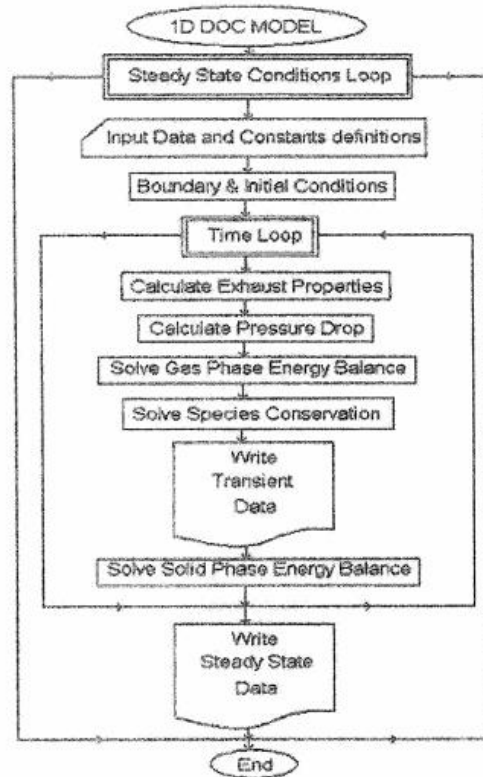 1D DOC MODEL
Steady State Conditions Loop
Input Data and Constants definitions
Boundary & Initial Conditions
Time Loop
Calculate Exhaust Properties
Calculate Pressure Drop
Solve Gas Phase Energy Balance
Solve Species Conservation
Write
Transient
Data
Solve Solid Phase Energy Balance
Write
Steady State
Data
End